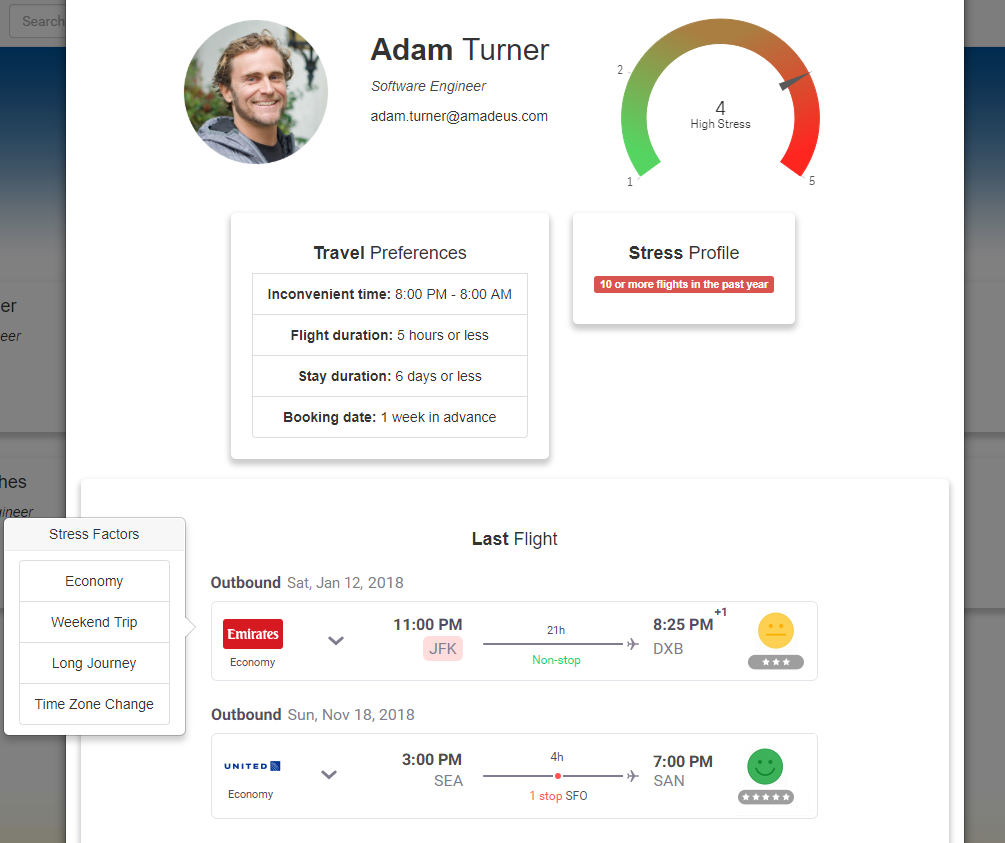 Search
Adam Turner
Software Engineer
adam.turner@amadeus.com
2
4
High Stress
1
5
Travel Preferences
Inconvenient time: 8:00 PM - 8:00 AM
Flight duration: 5 hours or less
Stay duration: 6 days or less
Booking date: 1 week in advance
Stress Profile
10 or more flights in the past year
er
eer
hes
gineer
Stress Factors
Economy
Weekend Trip
Long Journey
Time Zone Change
Last Flight
Outbound Sat, Jan 12, 2018
Emirates
Economy
11:00 PM
JFK
21h
Non-stop
8:25 PM +1
DXB
Outbound Sun, Nov 18, 2018
UNITED
Economy
3:00 PM
SEA
4h
1 stop SFO
7:00 PM
SAN